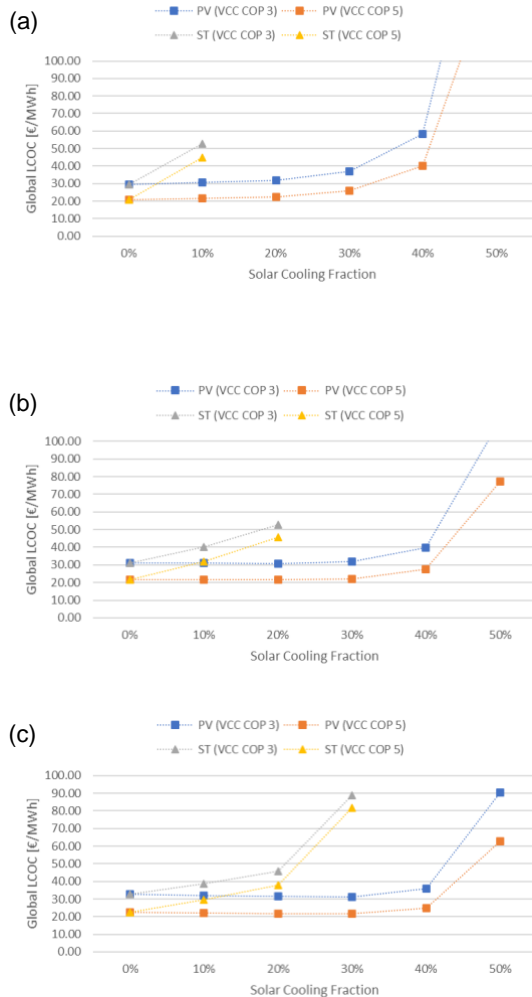 (a)
PV (VCC COP 3) PV (VCC COP 5)
ST (VCC COP 3) ST (VCC COP 5)
Global LCOC [€/MWh]
100.00
90.00
80.00
70.00
60.00
50.00
40.00
30.00
20.00
10.00
0.00
0% 10% 20% 30% 40% 50%
Solar Cooling Fraction
(b)
PV (VCC COP 3) PV (VCC COP 5)
ST (VCC COP 3) ST (VCC COP 5)
Global LCOC [€/MWh]
100.00
90.00
80.00
70.00
60.00
50.00
40.00
30.00
20.00
10.00
0.00
0% 10% 20% 30% 40% 50%
Solar Cooling Fraction
(c)
PV (VCC COP 3) PV (VCC COP 5)
ST (VCC COP 3) ST (VCC COP 5)
Global LCOC [€/MWh]
100.00
90.00
80.00
70.00
60.00
50.00
40.00
30.00
20.00
10.00
0.00
0% 10% 20% 30% 40% 50%
Solar Cooling Fraction